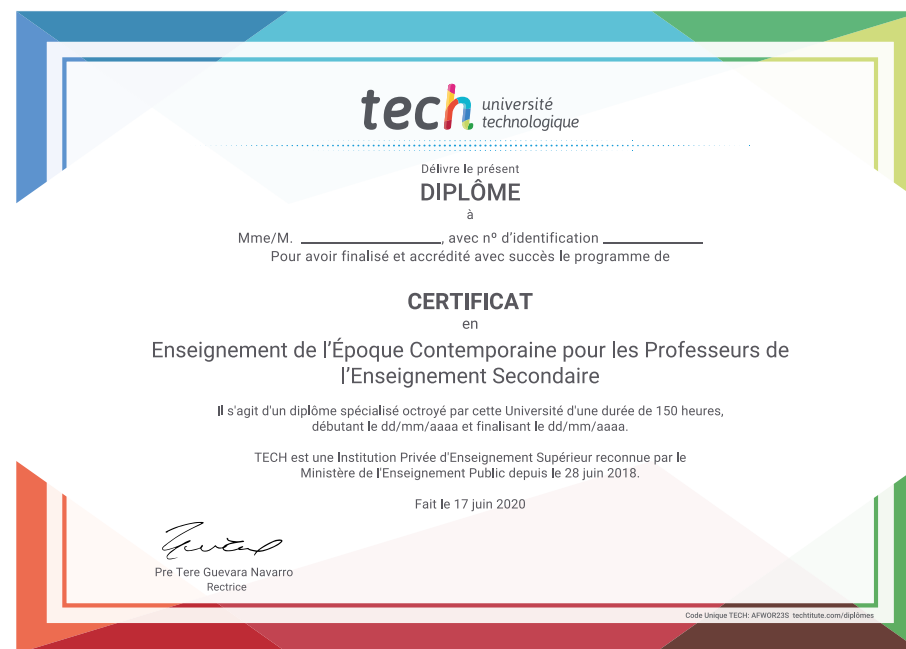 tech université
technologique
Délivre le présent
DIPLÔME
à
Mme/M. ____________________, avec nº d'identification ______________
Pour avoir finalisé et accrédité avec succès le programme de
CERTIFICAT
en
Enseignement de l'Époque Contemporaine pour les Professeurs de
l'Enseignement Secondaire
Il s'agit d'un diplôme spécialisé octroyé par cette Université d'une durée de 150 heures,
débutant le dd/mm/aaaa et finalisant le dd/mm/aaaa.
TECH est une Institution Privée d'Enseignement Supérieur reconnue par le
Ministère de l'Enseignement Public depuis le 28 juin 2018.
Fait le 17 juin 2020
Pre Tere Guevara Navarro
Rectrice
Code Unique TECH: AFWOR23S techtitute.com/diplômes